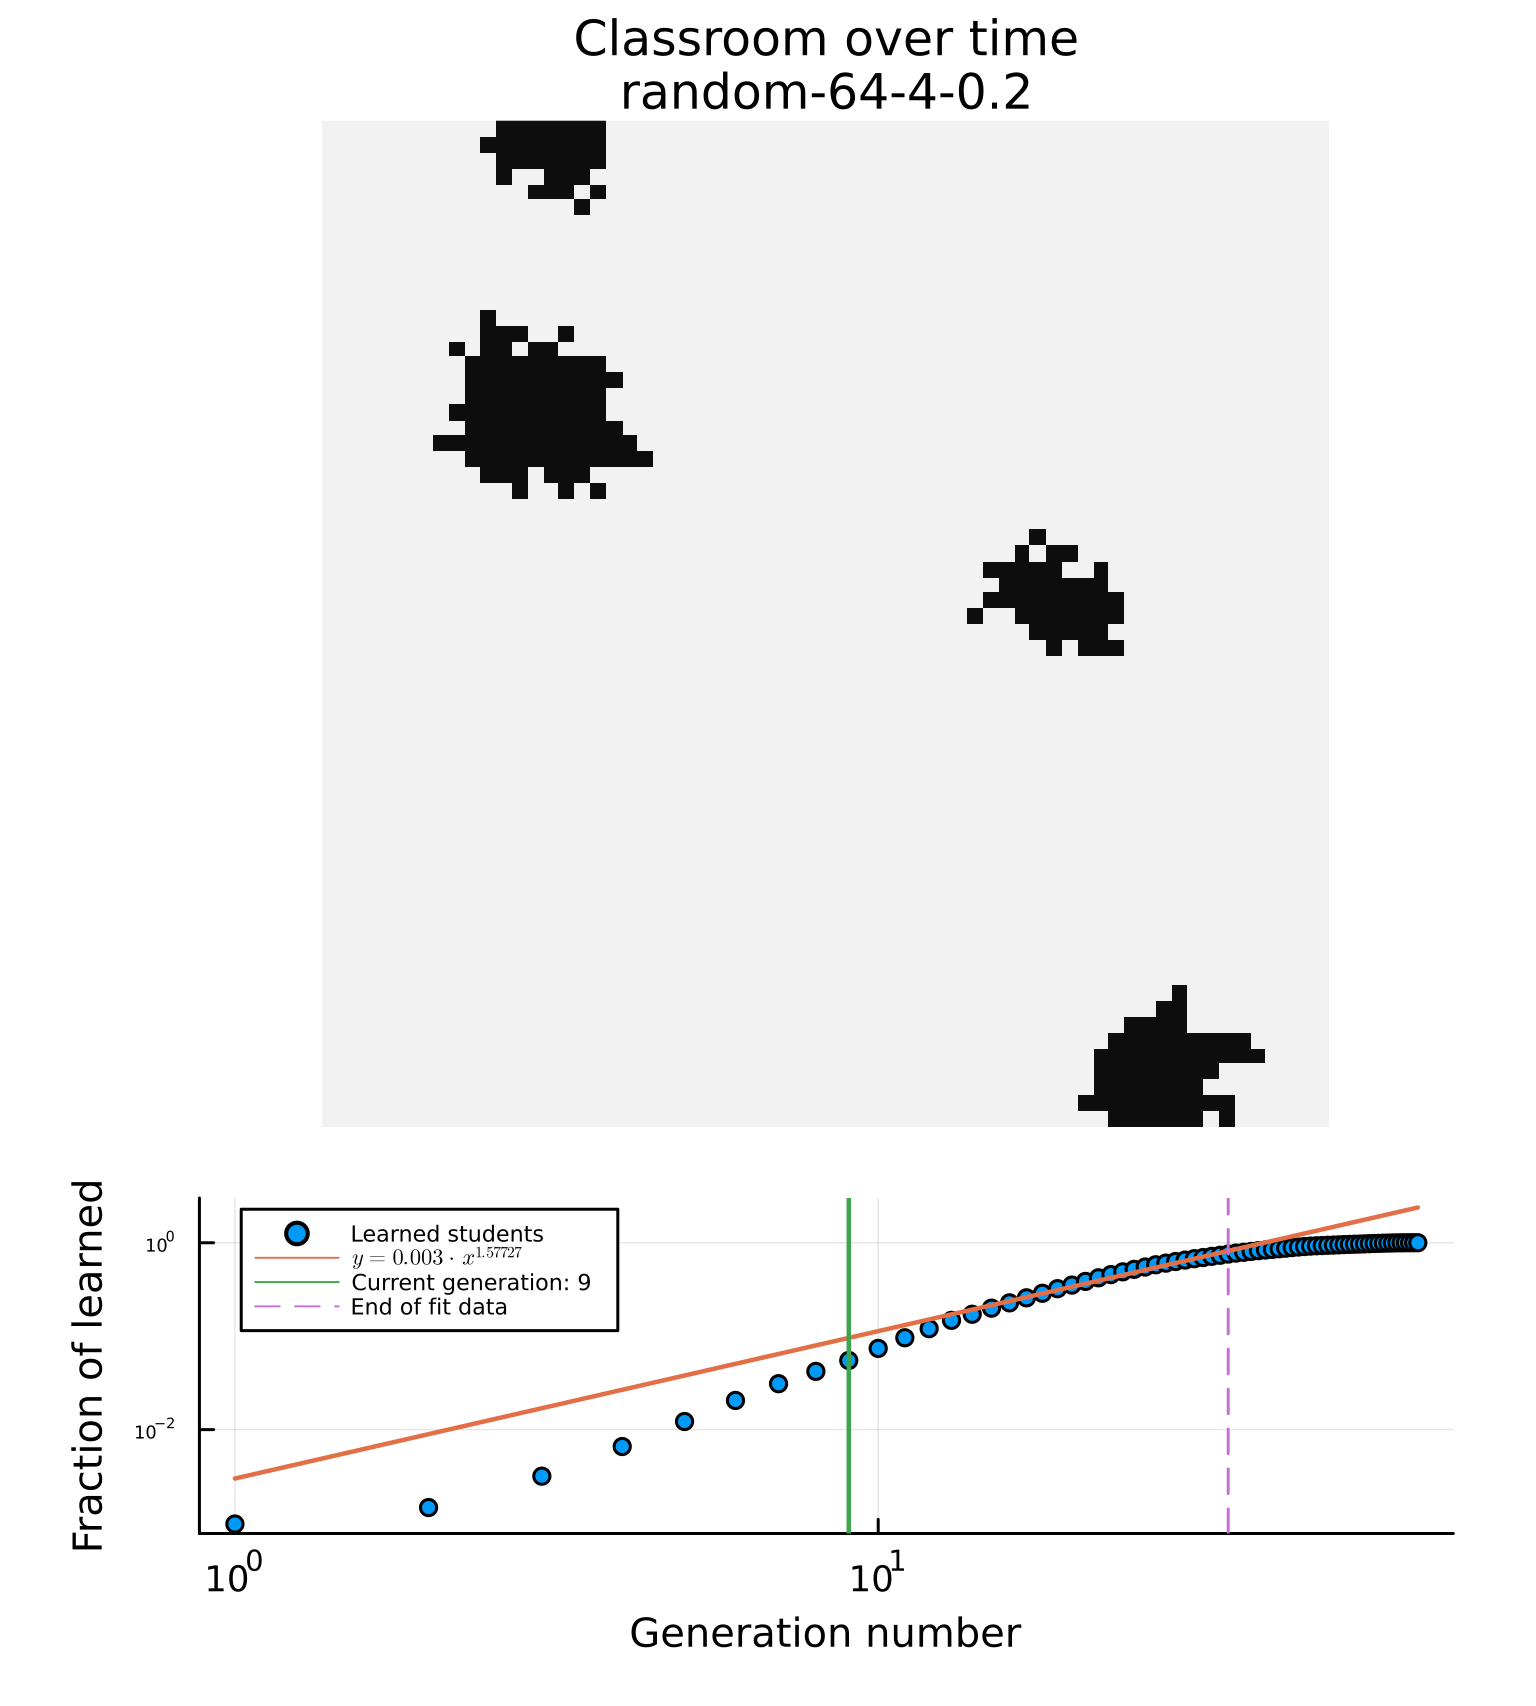 Classroom over time
random-64-4-0.2
Fraction of learned
10^0
10^-2
Learned students
y = 0.003 · x^1.57727
Current generation: 9
End of fit data
10^0 10^1
Generation number